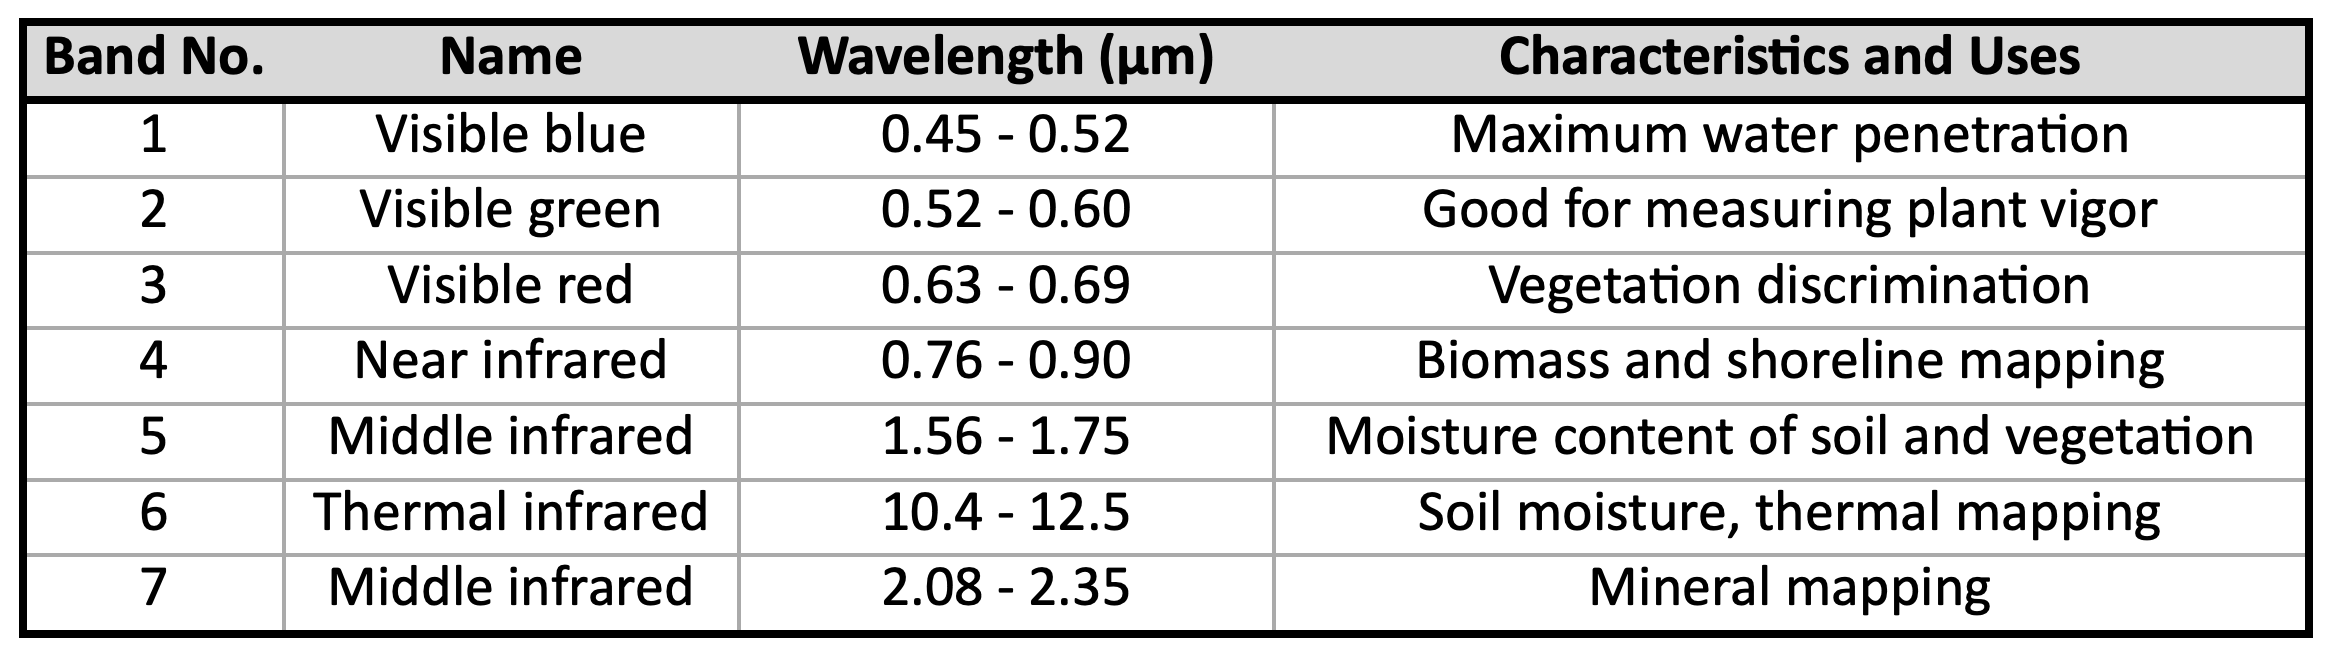 Band No. Name Wavelength (µm) Characteristics and Uses
1 Visible blue 0.45 - 0.52 Maximum water penetration
2 Visible green 0.52 - 0.60 Good for measuring plant vigor
3 Visible red 0.63 - 0.69 Vegetation discrimination
4 Near infrared 0.76 - 0.90 Biomass and shoreline mapping
5 Middle infrared 1.56 - 1.75 Moisture content of soil and vegetation
6 Thermal infrared 10.4 - 12.5 Soil moisture, thermal mapping
7 Middle infrared 2.08 - 2.35 Mineral mapping